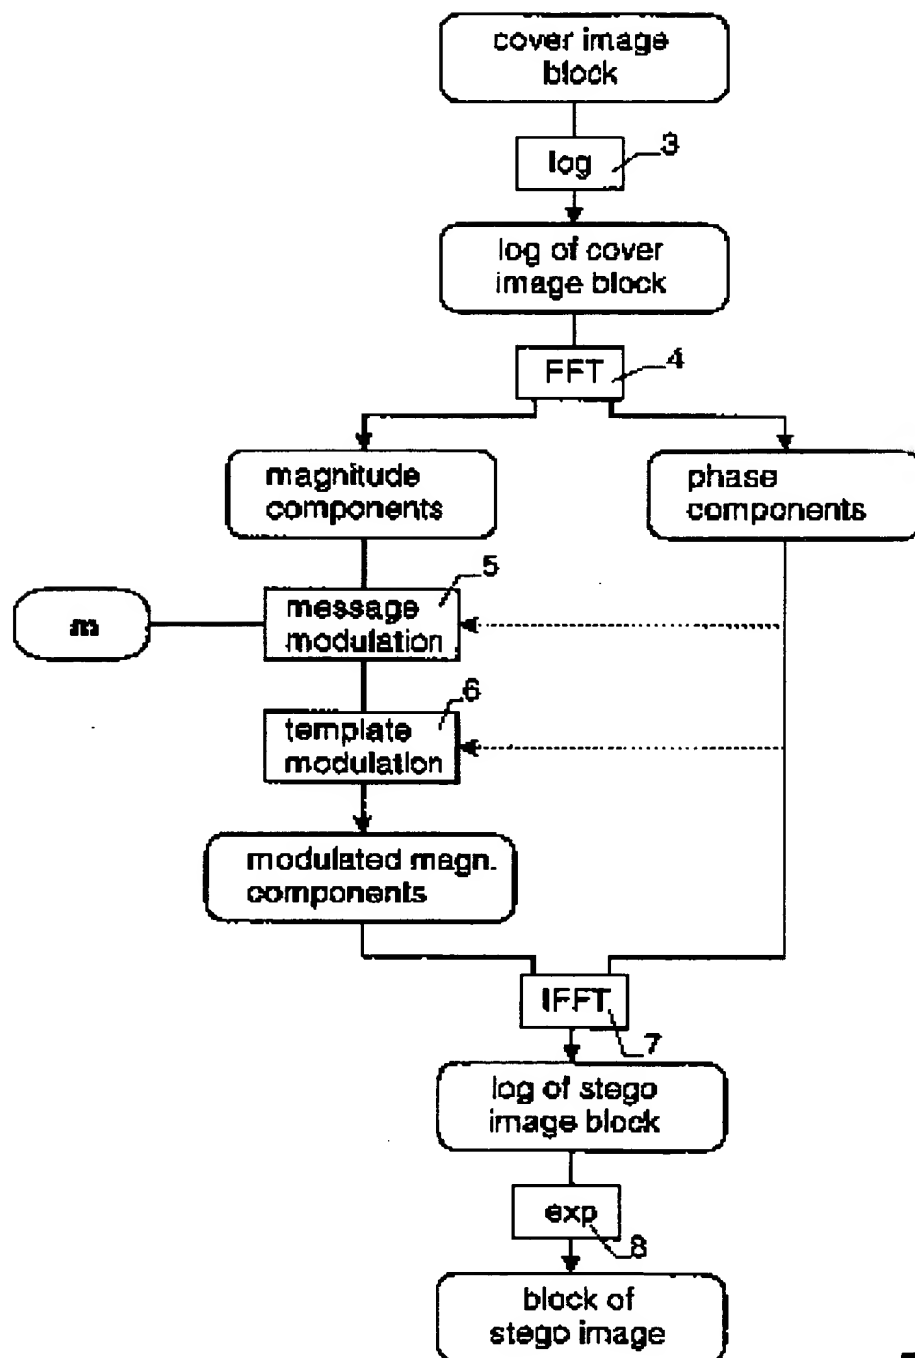 cover image
block
3
log
log of cover
image block
4
FFT
magnitude
components
phase
components
5
m
message
modulation
6
template
modulation
modulated magn.
components
IFFT
7
log of stego
image block
exp
8
block of
stego image